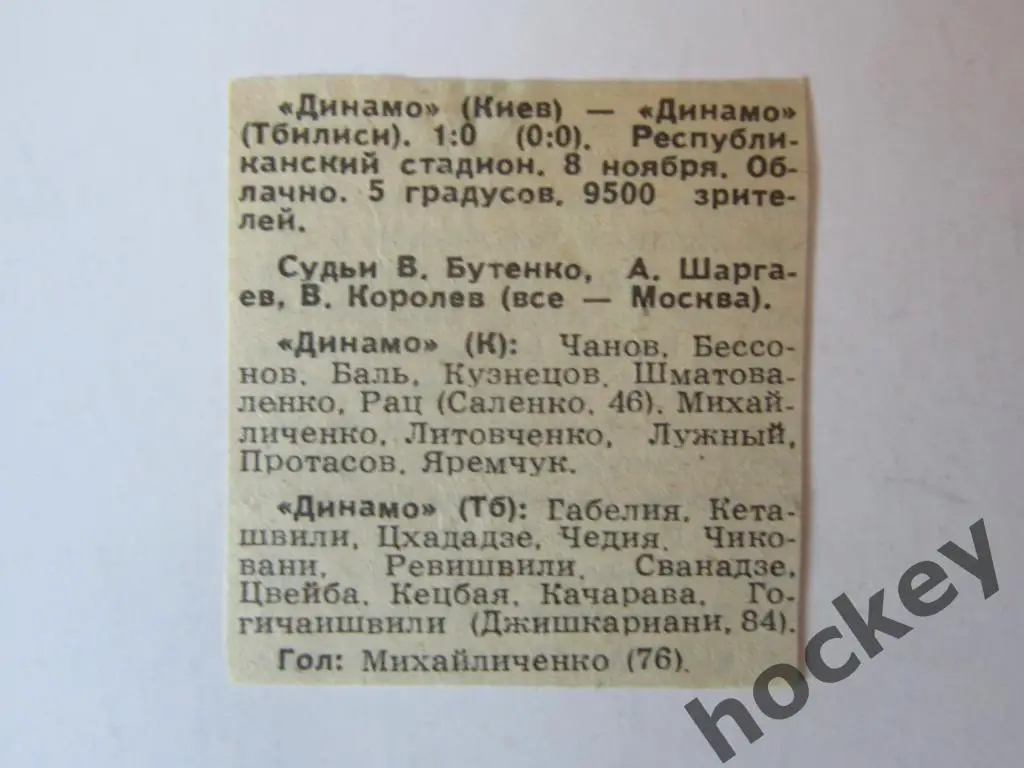 «Динамо» (Киев) — «Динамо»
(Тбилиси). 1:0 (0:0). Республи-
канский стадион. 8 ноября. Об-
лачно. 5 градусов. 9500 зрите-
лей.
Судьи В. Бутенко, А. Шарга-
ев, В. Королев (все — Москва).
«Динамо» (К): Чанов, Бессо-
нов, Баль, Кузнецов, Шматова-
ленко, Рац (Саленко, 46), Михай-
личенко, Литовченко, Лужный,
Протасов, Яремчук.
«Динамо» (Тб): Габелия, Кета-
швили, Цхададзе, Чедия, Чико-
вани, Ревишвили, Сванадзе,
Цвейба, Кецбая, Качарава, Го-
гичаишвили (Джишкариани, 84).
Гол: Михайличенко (76).
hockey